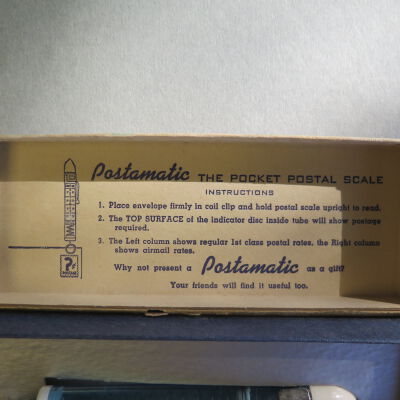 Postamatic THE POCKET POSTAL SCALE
INSTRUCTIONS
1. Place envelope firmly in coil clip and hold postal scale upright to read.
2. The TOP SURFACE of the indicator disc inside tube will show postage
required.
3. The Left column shows regular 1st class postal rates, the Right column
shows airmail rates.
Why not present a Postamatic as a gift?
Your friends will find it useful too.